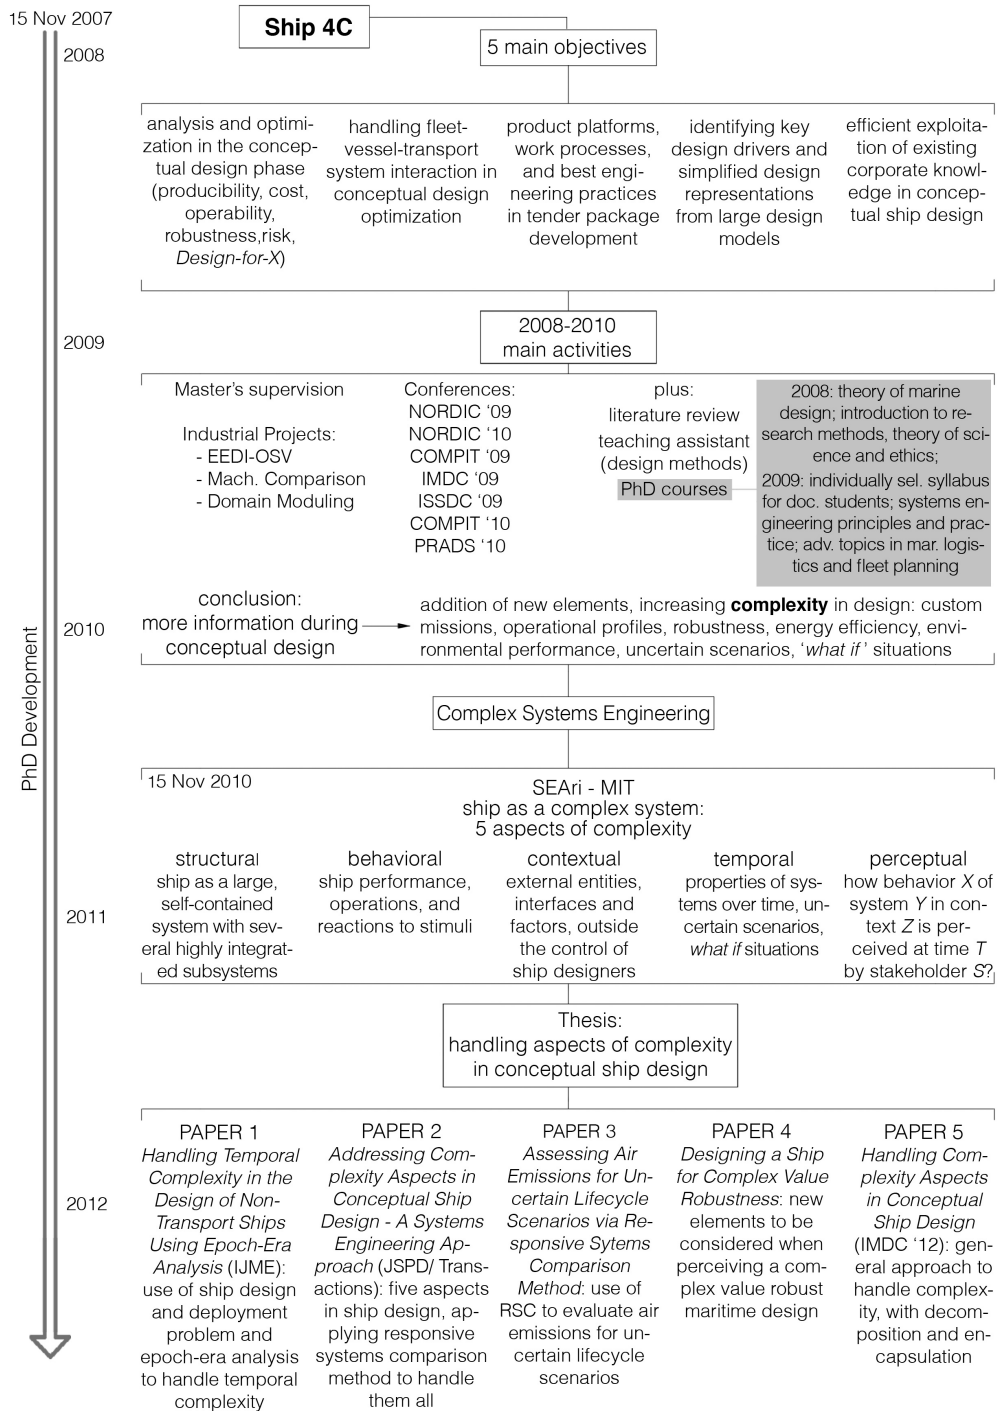 15 Nov 2007
Ship 4C
5 main objectives
2008
analysis and optimi-
zation in the concep-
tual design phase
(producibility, cost,
operability,
robustness,risk,
Design-for-X)
handling fleet-
vessel-transport
system interaction in
conceptual design
optimization
product platforms,
work processes,
and best engi-
neering practices
in tender package
development
identifying key
design drivers and
simplified design
representations
from large design
models
efficient exploita-
tion of existing
corporate knowl-
edge in concep-
tual ship design
2008-2010
main activities
2009
Master's supervision
Industrial Projects:
- EEDI-OSV
- Mach. Comparison
- Domain Moduling
Conferences:
NORDIC ‘09
NORDIC ‘10
COMPIT ‘09
IMDC ‘09
ISSDC ‘09
COMPIT ‘10
PRADS ‘10
plus:
literature review
teaching assistant
(design methods)
PhD courses
2008: theory of marine
design; introduction to re-
search methods, theory of sci-
ence and ethics;
2009: individually sel. syllabus
for doc. students; systems en-
gineering principles and prac-
tice; adv. topics in mar. logis-
tics and fleet planning
2010
conclusion:
more information during
conceptual design
addition of new elements, increasing complexity in design: custom
missions, operational profiles, robustness, energy efficiency, envi-
ronmental performance, uncertain scenarios, ‘what if ’ situations
PhD Development
Complex Systems Engineering
15 Nov 2010
SEAri - MIT
ship as a complex system:
5 aspects of complexity
2011
structural
ship as a large,
self-contained
system with sev-
eral highly integrat-
ed subsystems
behavioral
ship performance,
operations, and
reactions to stimuli
contextual
external entities,
interfaces and
factors, outside
the control of
ship designers
temporal
properties of sys-
tems over time, un-
certain scenarios,
what if situations
perceptual
how behavior X of
system Y in con-
text Z is per-
ceived at time T
by stakeholder S?
Thesis:
handling aspects of complexity
in conceptual ship design
2012
PAPER 1
Handling Temporal
Complexity in the
Design of Non-
Transport Ships
Using Epoch-Era
Analysis (IJME):
use of ship design
and deployment
problem and
epoch-era analysis
to handle temporal
complexity
PAPER 2
Addressing Com-
plexity Aspects in
Conceptual Ship
Design - A Systems
Engineering Ap-
proach (JSPD/ Trans-
actions): five aspects
in ship design, ap-
plying responsive
systems comparison
method to handle
them all
PAPER 3
Assessing Air
Emissions for Un-
certain Lifecycle
Scenarios via Re-
sponsive Sytems
Comparison
Method: use of
RSC to evaluate air
emissions for un-
certain lifecycle
scenarios
PAPER 4
Designing a Ship
for Complex Value
Robustness: new
elements to be
considered when
perceiving a com-
plex value robust
maritime design
PAPER 5
Handling Com-
plexity Aspects
in Conceptual
Ship Design
(IMDC ‘12): gen-
eral approach to
handle complex-
ity, with decom-
position and en-
capsulation